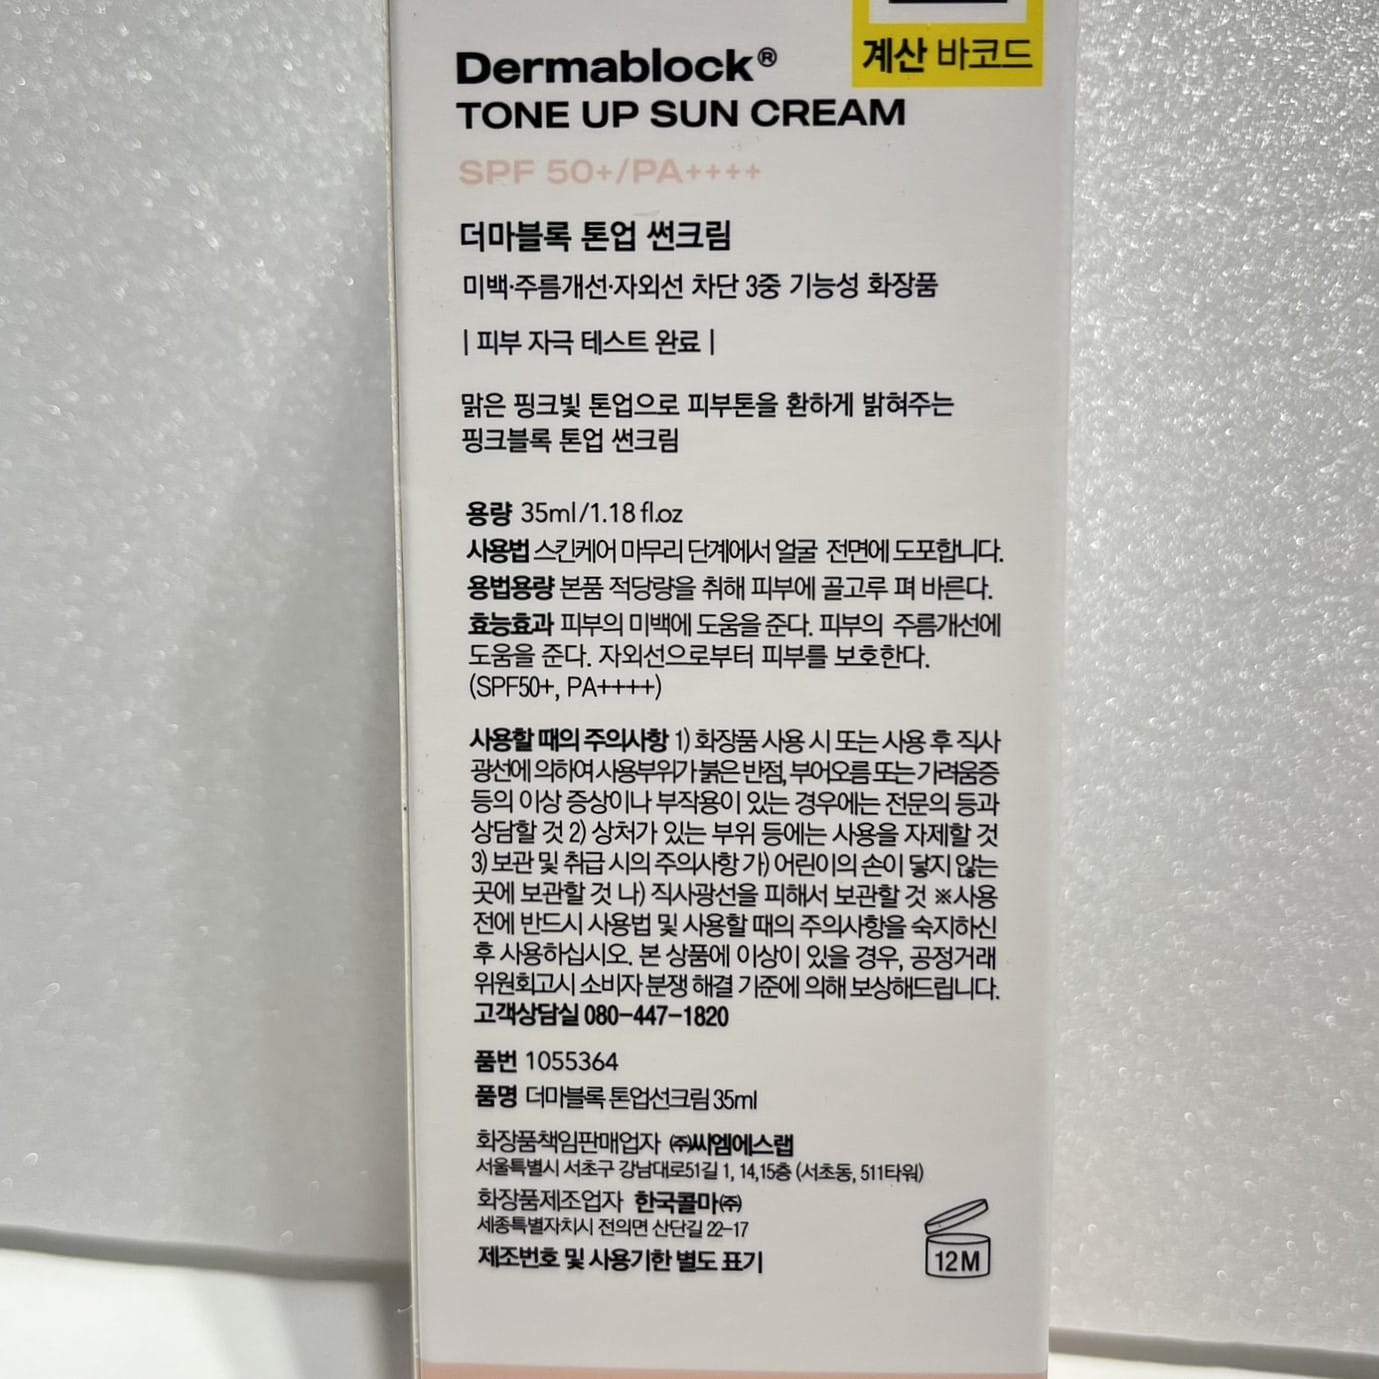 계산 바코드
Dermablock®
TONE UP SUN CREAM
SPF 50+/PA++++
더마블록 톤업 썬크림
미백·주름개선·자외선 차단 3중 기능성 화장품
| 피부 자극 테스트 완료 |
맑은 핑크빛 톤업으로 피부톤을 환하게 밝혀주는
핑크블록 톤업 썬크림
용량 35ml/1.18 fl.oz
사용법 스킨케어 마무리 단계에서 얼굴 전면에 도포합니다.
용법용량 본품 적당량을 취해 피부에 골고루 펴 바른다.
효능효과 피부의 미백에 도움을 준다. 피부의 주름개선에
도움을 준다. 자외선으로부터 피부를 보호한다.
(SPF50+, PA++++)
사용할 때의 주의사항 1) 화장품 사용 시 또는 사용 후 직사
광선에 의하여 사용부위가 붉은 반점, 부어오름 또는 가려움증
등의 이상 증상이나 부작용이 있는 경우에는 전문의 등과
상담할 것 2) 상처가 있는 부위 등에는 사용을 자제할 것
3) 보관 및 취급 시의 주의사항 가) 어린이의 손이 닿지 않는
곳에 보관할 것 나) 직사광선을 피해서 보관할 것 ※사용
전에 반드시 사용법 및 사용할 때의 주의사항을 숙지하신
후 사용하십시오. 본 상품에 이상이 있을 경우, 공정거래
위원회고시 소비자 분쟁 해결 기준에 의해 보상해드립니다.
고객상담실 080-447-1820
품번 1055364
품명 더마블록 톤업선크림 35ml
화장품책임판매업자 ㈜씨엠에스랩
서울특별시 서초구 강남대로51길 1, 14,15층 (서초동, 511타워)
화장품제조업자 한국콜마㈜
세종특별자치시 전의면 산단길 22-17
제조번호 및 사용기한 별도 표기
12M